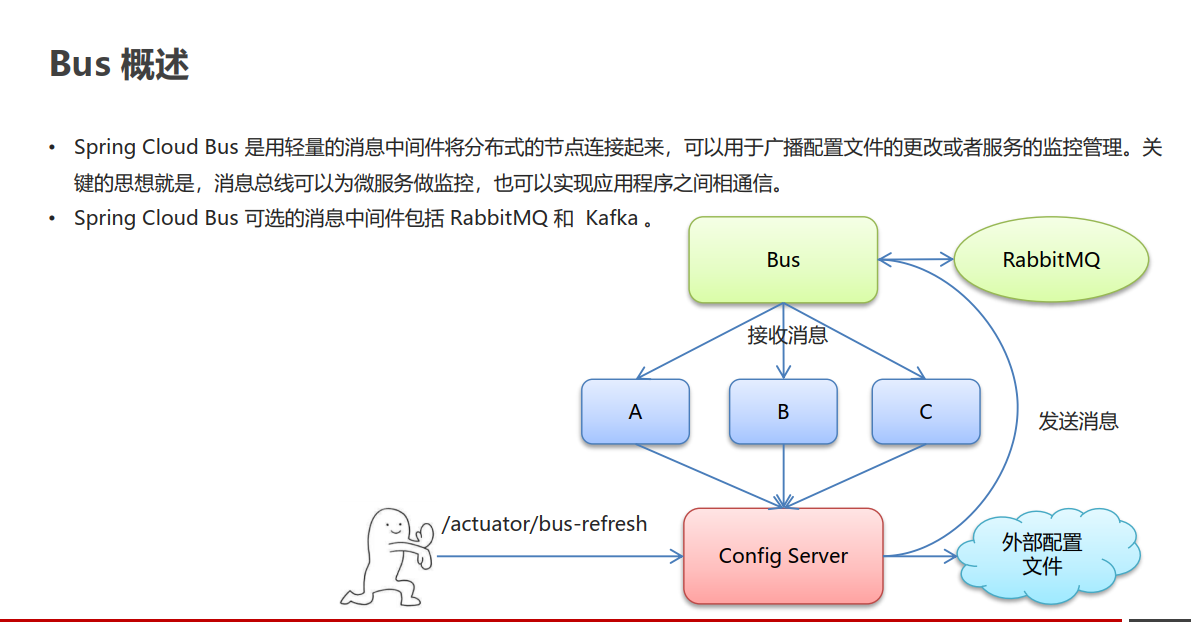 Bus 概述
• Spring Cloud Bus 是用轻量的消息中间件将分布式的节点连接起来，可以用于广播配置文件的更改或者服务的监控管理。关
键的思想就是，消息总线可以为微服务做监控，也可以实现应用程序之间相通信。
• Spring Cloud Bus 可选的消息中间件包括 RabbitMQ 和 Kafka 。
Bus
RabbitMQ
接收消息
A
B
C
发送消息
/actuator/bus-refresh
Config Server
外部配置
文件